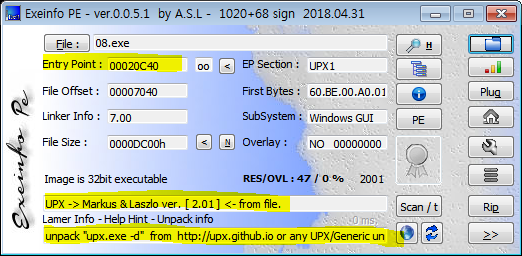 Exeinfo PE - ver.0.0.5.1 by A.S.L - 1020+68 sign 2018.04.31
File : 08.exe H
Entry Point : 00020C40 oo < EP Section : UPX1
File Offset : 00007040 First Bytes : 60.BE.00.A0.01 Plug
Linker Info : 7.00 SubSystem : Windows GUI PE
File Size : 0000DC00h < N Overlay : NO 00000000
Image is 32bit executable RES/OVL : 47 / 0 % 2001
UPX -> Markus & Laszlo ver. [ 2.01 ] <- from file. Scan / t Rip
Lamer Info - Help Hint - Unpack info -0 ms
unpack "upx.exe -d" from http://upx.github.io or any UPX/Generic un >>
Exeinfo Pe